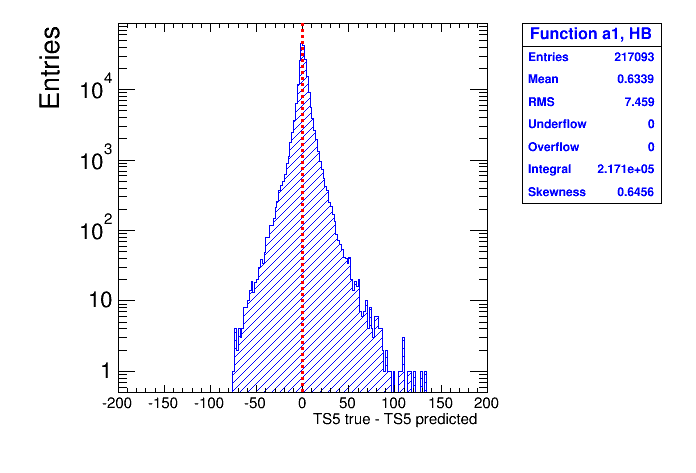 Function a1, HB
Entries 217093
Mean 0.6339
RMS 7.459
Underflow 0
Overflow 0
Integral 2.171e+05
Skewness 0.6456
Entries
10^4
10^3
10^2
10
1
-200 -150 -100 -50 0 50 100 150 200
TS5 true - TS5 predicted